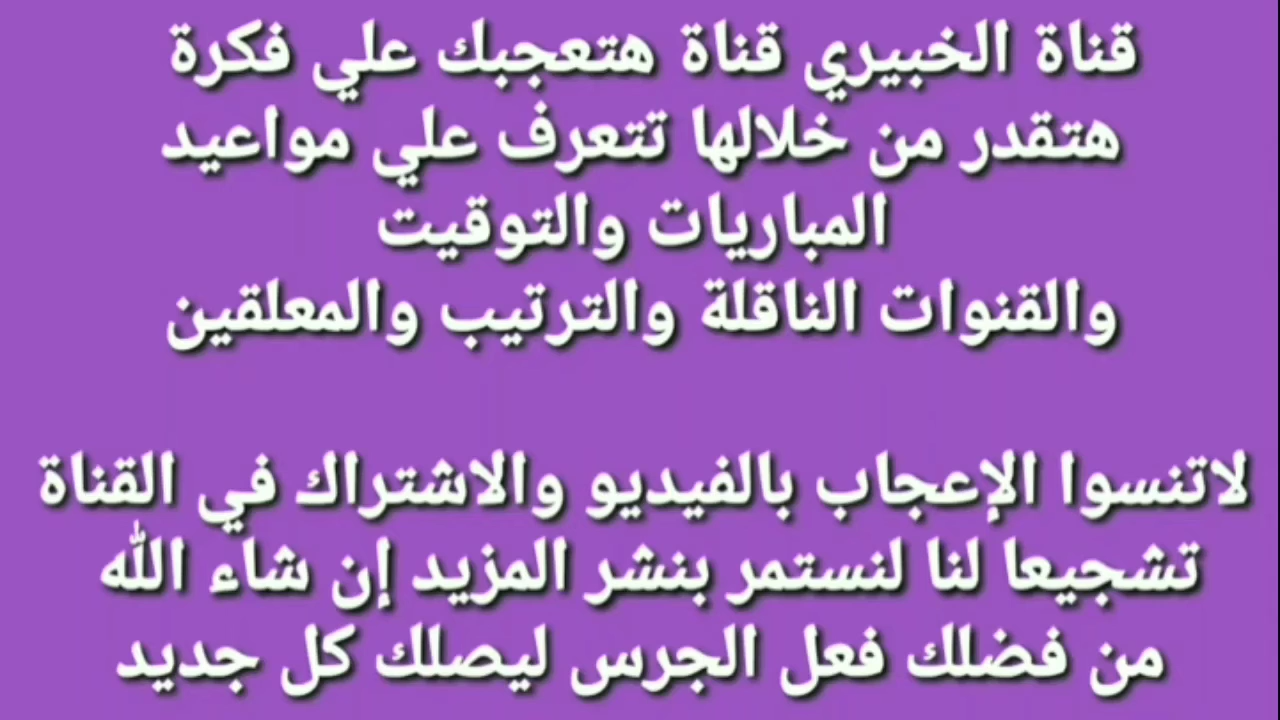 قناة الخبيري قناة هتعجبك علي فكرة
هتقدر من خلالها تتعرف علي مواعيد
المباريات والتوقيت
والقنوات الناقلة والترتيب والمعلقين
لاتنسوا الإعجاب بالفيديو والاشتراك في القناة
تشجيعا لنا لنستمر بنشر المزيد إن شاء الله
من فضلك فعل الجرس ليصلك كل جديد